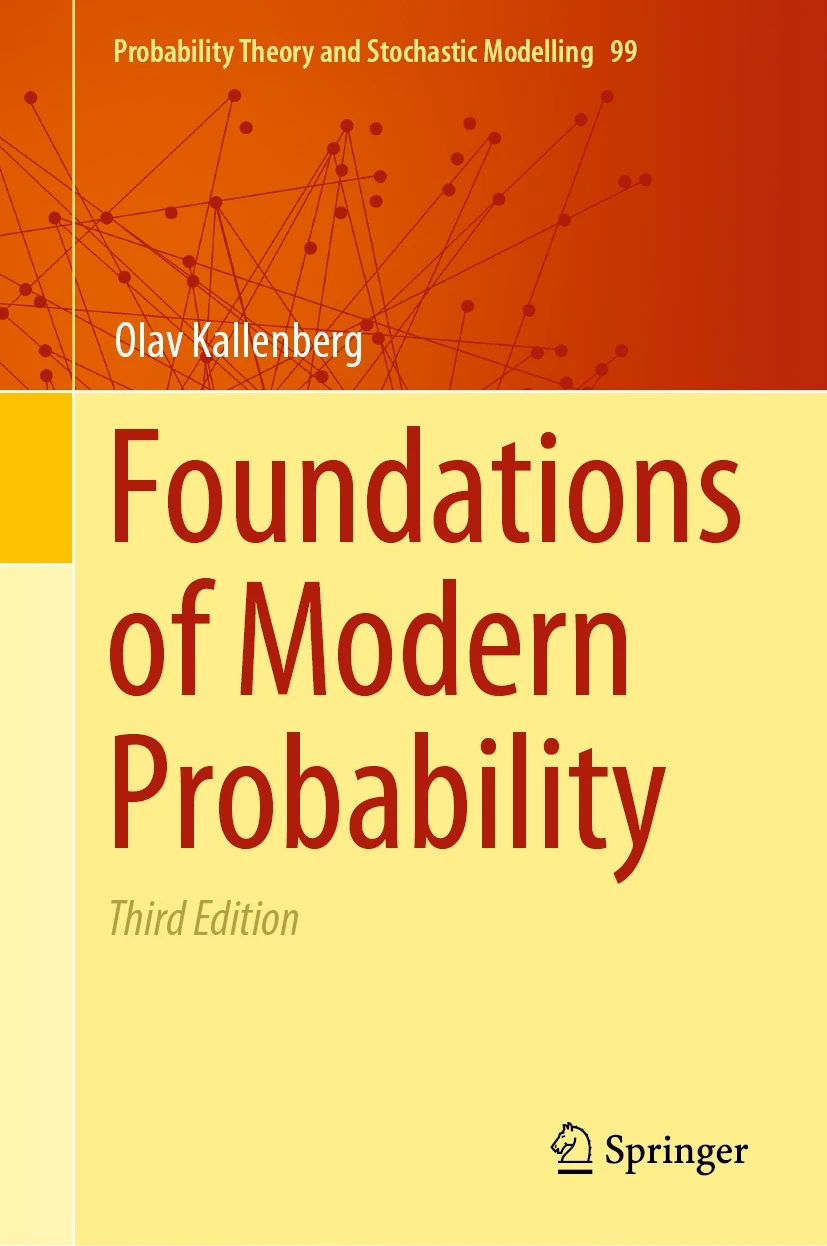 Probability Theory and Stochastic Modelling 99
Olav Kallenberg
Foundations
of Modern
Probability
Third Edition
Springer